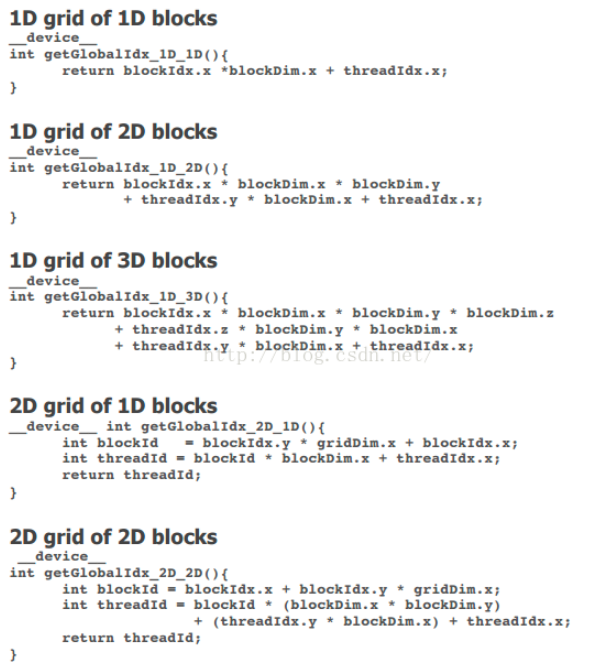 1D grid of 1D blocks
__device__
int getGlobalIdx_1D_1D(){
return blockIdx.x *blockDim.x + threadIdx.x;
}
1D grid of 2D blocks
__device__
int getGlobalIdx_1D_2D(){
return blockIdx.x * blockDim.x * blockDim.y
+ threadIdx.y * blockDim.x + threadIdx.x;
}
1D grid of 3D blocks
__device__
int getGlobalIdx_1D_3D(){
return blockIdx.x * blockDim.x * blockDim.y * blockDim.z
+ threadIdx.z * blockDim.y * blockDim.x
+ threadIdx.y * blockDim.x + threadIdx.x;
http://blog.csdn.net/
}
2D grid of 1D blocks
__device__ int getGlobalIdx_2D_1D(){
int blockId   = blockIdx.y * gridDim.x + blockIdx.x;
int threadId = blockId * blockDim.x + threadIdx.x;
return threadId;
}
2D grid of 2D blocks
__device__
int getGlobalIdx_2D_2D(){
int blockId = blockIdx.x + blockIdx.y * gridDim.x;
int threadId = blockId * (blockDim.x * blockDim.y)
+ (threadIdx.y * blockDim.x) + threadIdx.x;
return threadId;
}